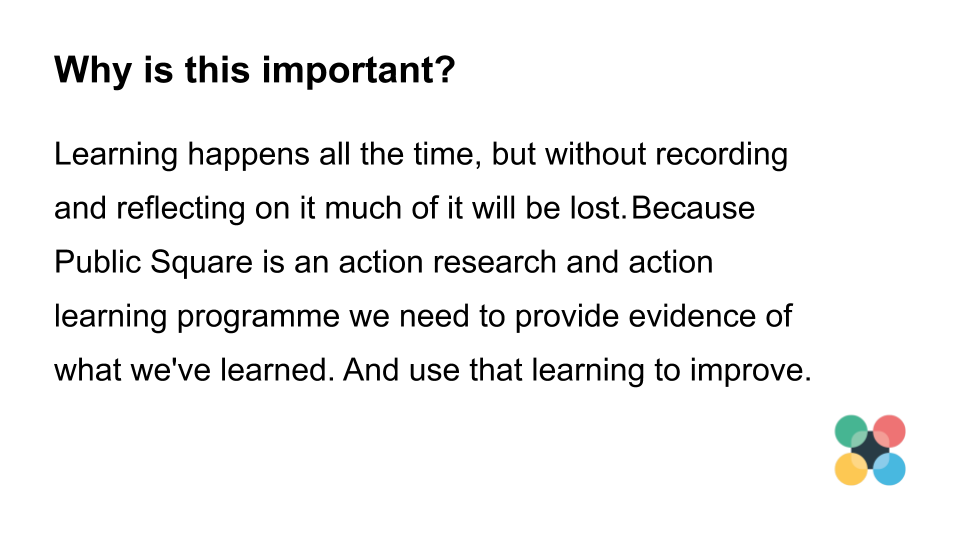 Why is this important?
Learning happens all the time, but without recording
and reflecting on it much of it will be lost. Because
Public Square is an action research and action
learning programme we need to provide evidence of
what we've learned. And use that learning to improve.